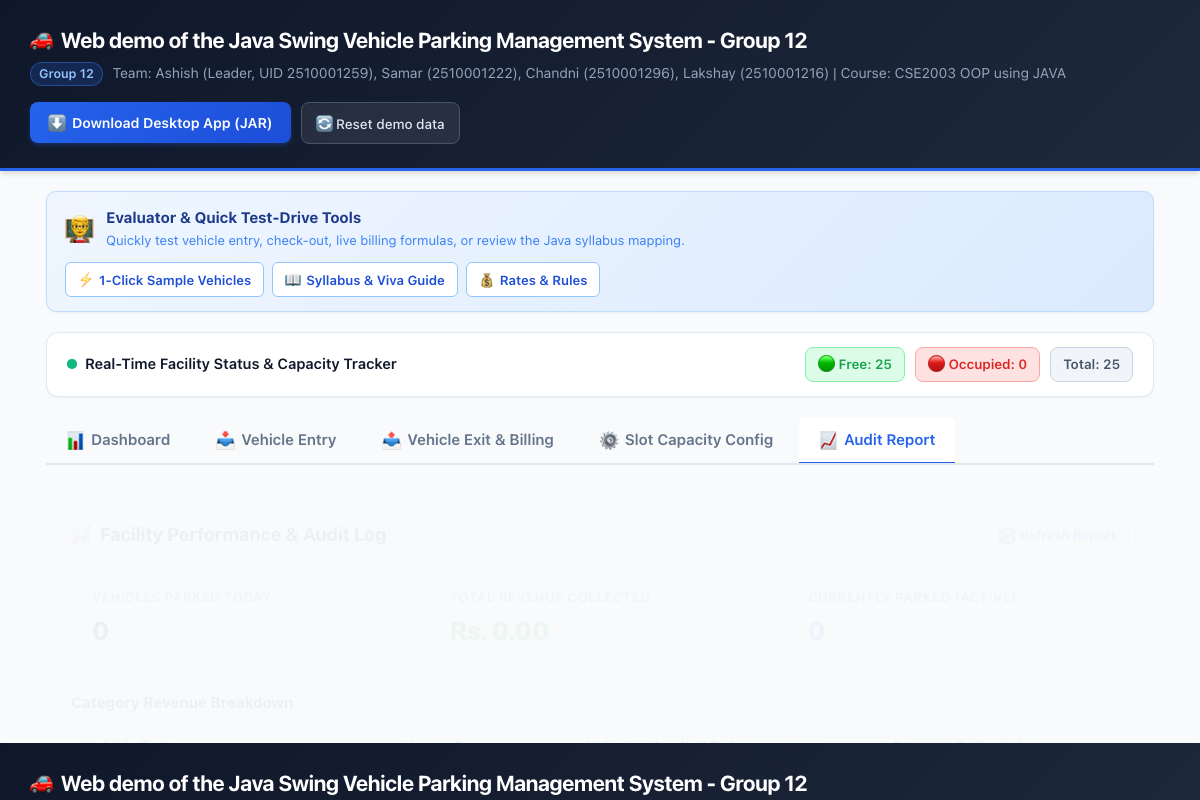 Web demo of the Java Swing Vehicle Parking Management System - Group 12
Group 12 Team: Ashish (Leader, UID 2510001259), Samar (2510001222), Chandni (2510001296), Lakshay (2510001216) | Course: CSE2003 OOP using JAVA
Download Desktop App (JAR) Reset demo data
Evaluator & Quick Test-Drive Tools
Quickly test vehicle entry, check-out, live billing formulas, or review the Java syllabus mapping.
1-Click Sample Vehicles Syllabus & Viva Guide Rates & Rules
Real-Time Facility Status & Capacity Tracker Free: 25 Occupied: 0 Total: 25
Dashboard Vehicle Entry Vehicle Exit & Billing Slot Capacity Config Audit Report
Facility Performance & Audit Log Refresh Report
VEHICLES PARKED TODAY TOTAL REVENUE COLLECTED CURRENTLY PARKED (ACTIVE)
0 Rs. 0.00 0
Category Revenue Breakdown
Web demo of the Java Swing Vehicle Parking Management System - Group 12